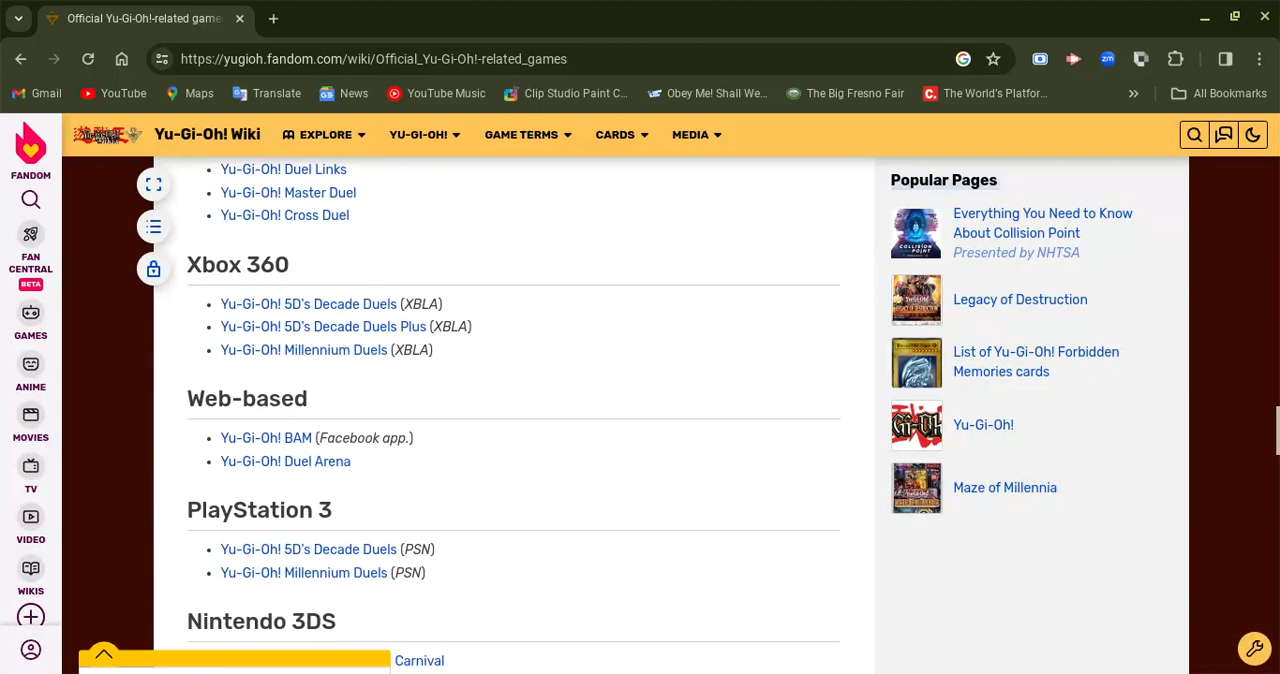 Official Yu-Gi-Oh!-related game
https://yugioh.fandom.com/wiki/Official_Yu-Gi-Oh!-related_games
zm
Gmail
YouTube
Maps
Translate
News
YouTube Music
Clip Studio Paint C...
Obey Me! Shall We...
The Big Fresno Fair
The World's Platfor...
All Bookmarks
Yu-Gi-Oh! Wiki
EXPLORE
YU-GI-OH!
GAME TERMS
CARDS
MEDIA
FANDOM
FAN
CENTRAL
BETA
GAMES
ANIME
MOVIES
TV
VIDEO
WIKIS
Yu-Gi-Oh! Duel Links
Yu-Gi-Oh! Master Duel
Yu-Gi-Oh! Cross Duel
Xbox 360
Yu-Gi-Oh! 5D's Decade Duels (XBLA)
Yu-Gi-Oh! 5D's Decade Duels Plus (XBLA)
Yu-Gi-Oh! Millennium Duels (XBLA)
Web-based
Yu-Gi-Oh! BAM (Facebook app.)
Yu-Gi-Oh! Duel Arena
PlayStation 3
Yu-Gi-Oh! 5D's Decade Duels (PSN)
Yu-Gi-Oh! Millennium Duels (PSN)
Nintendo 3DS
Carnival
Popular Pages
Everything You Need to Know
About Collision Point
Presented by NHTSA
Legacy of Destruction
List of Yu-Gi-Oh! Forbidden
Memories cards
Yu-Gi-Oh!
Maze of Millennia